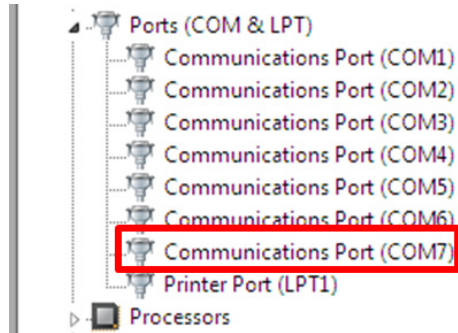 Ports (COM & LPT)
Communications Port (COM1)
Communications Port (COM2)
Communications Port (COM3)
Communications Port (COM4)
Communications Port (COM5)
Communications Port (COM6)
Communications Port (COM7)
Printer Port (LPT1)
Processors